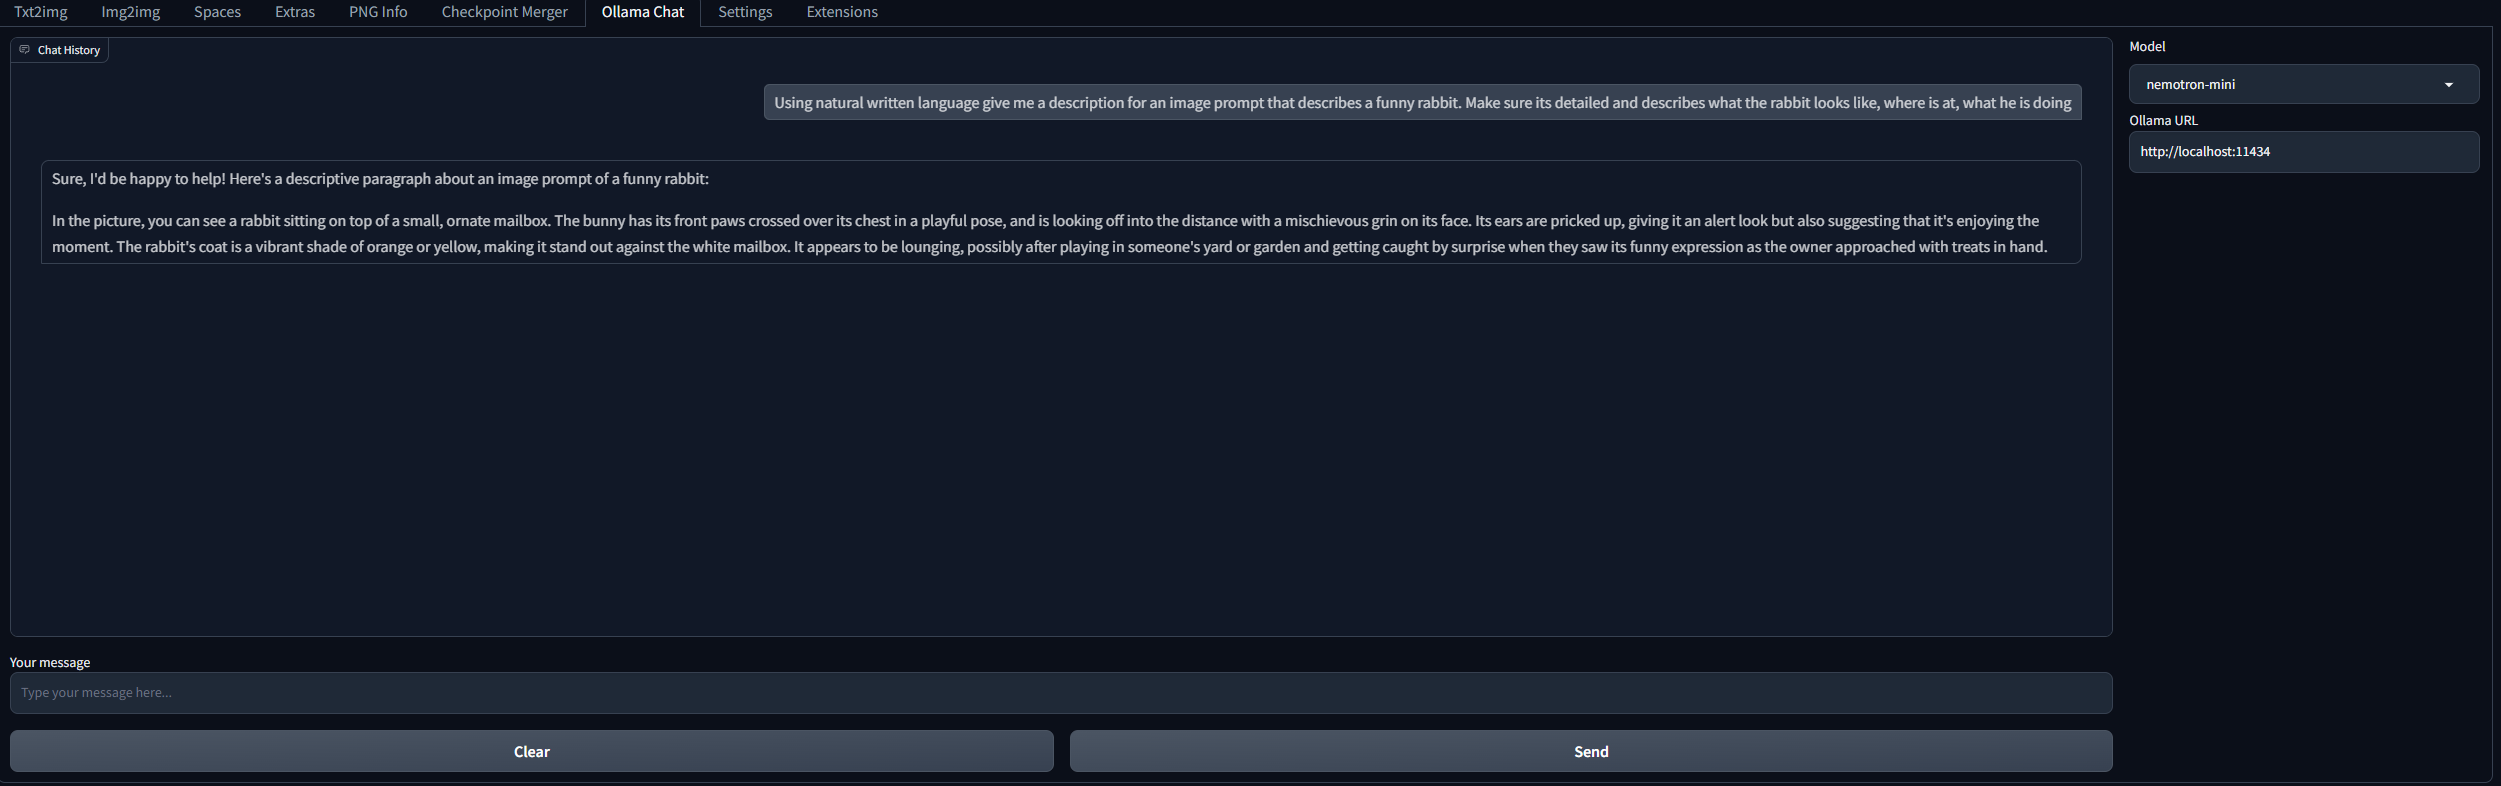 Txt2img Img2img Spaces Extras PNG Info Checkpoint Merger Ollama Chat Settings Extensions
Chat History
Using natural written language give me a description for an image prompt that describes a funny rabbit. Make sure its detailed and describes what the rabbit looks like, where is at, what he is doing
Sure, I'd be happy to help! Here's a descriptive paragraph about an image prompt of a funny rabbit:
In the picture, you can see a rabbit sitting on top of a small, ornate mailbox. The bunny has its front paws crossed over its chest in a playful pose, and is looking off into the distance with a mischievous grin on its face. Its ears are pricked up, giving it an alert look but also suggesting that it's enjoying the
moment. The rabbit's coat is a vibrant shade of orange or yellow, making it stand out against the white mailbox. It appears to be lounging, possibly after playing in someone's yard or garden and getting caught by surprise when they saw its funny expression as the owner approached with treats in hand.
Model
nemotron-mini
Ollama URL
http://localhost:11434
Your message
Type your message here...
Clear Send